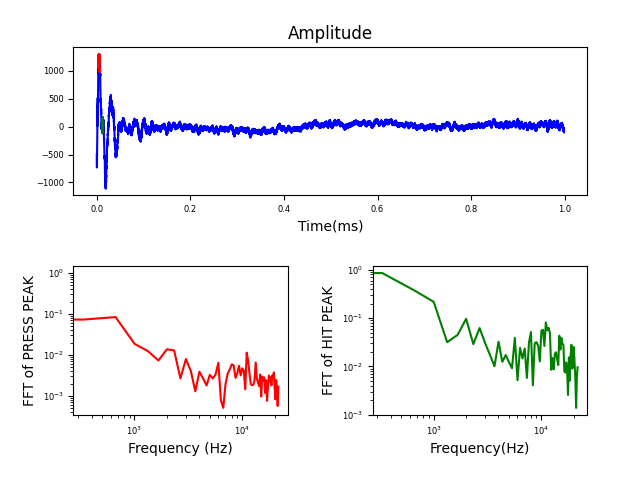 Amplitude
1000
500
0
−500
−1000
0.0 0.2 0.4 0.6 0.8 1.0
Time(ms)
FFT of PRESS PEAK
10⁰
10⁻¹
10⁻²
10⁻³
10³ 10⁴
Frequency (Hz)
FFT of HIT PEAK
10⁰
10⁻¹
10⁻²
10⁻³
10³ 10⁴
Frequency(Hz)